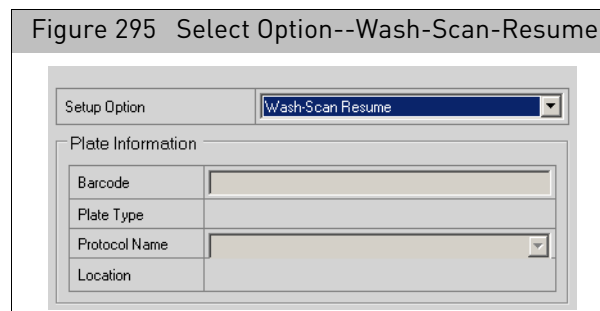 Figure 295 Select Option--Wash-Scan-Resume
Setup Option Wash-Scan Resume
Plate Information
Barcode
Plate Type
Protocol Name
Location